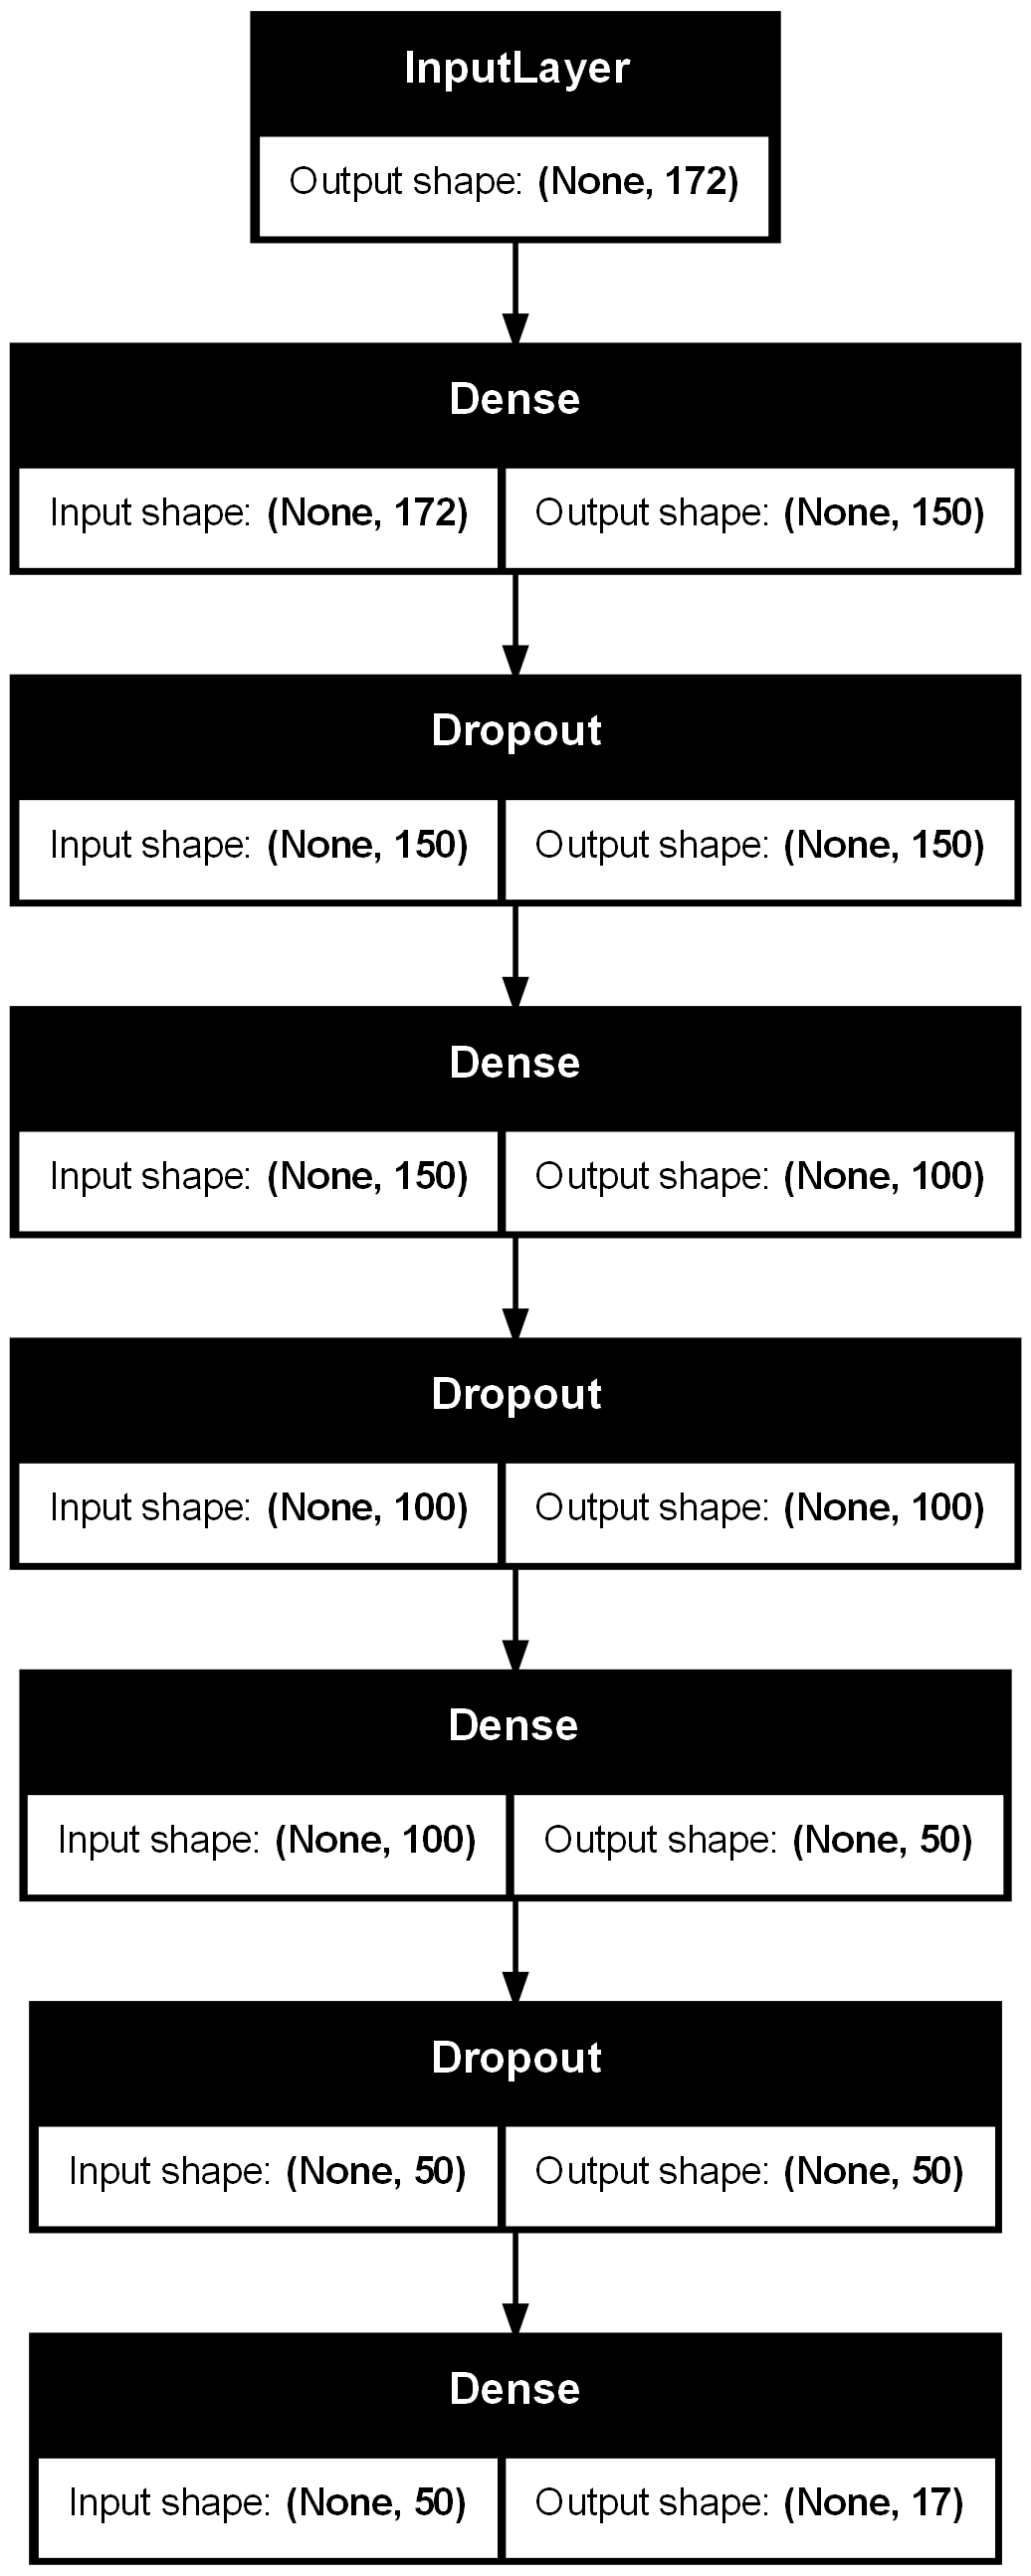 InputLayer
Output shape: (None, 172)
Dense
Input shape: (None, 172) Output shape: (None, 150)
Dropout
Input shape: (None, 150) Output shape: (None, 150)
Dense
Input shape: (None, 150) Output shape: (None, 100)
Dropout
Input shape: (None, 100) Output shape: (None, 100)
Dense
Input shape: (None, 100) Output shape: (None, 50)
Dropout
Input shape: (None, 50) Output shape: (None, 50)
Dense
Input shape: (None, 50) Output shape: (None, 17)